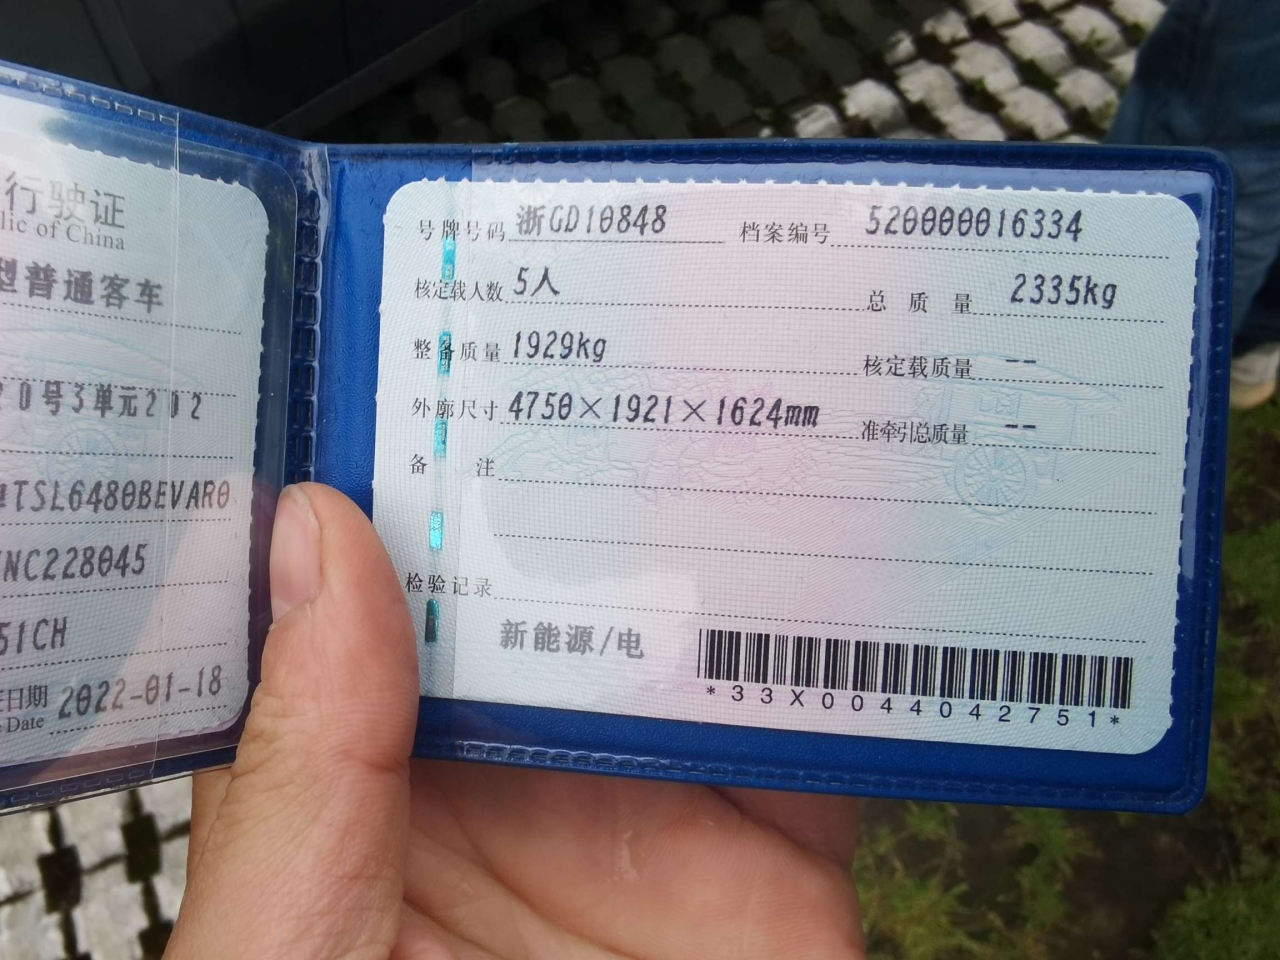 行驶证
lic of China
型普通客车
20号3单元202
TSL6480BEVAR0
NC228045
51CH
日期 2022-01-18
Date
号牌号码 浙GD10848 档案编号 520000016334
核定载人数 5人 总质量 2335kg
整备质量 1929kg 核定载质量 --
外廓尺寸 4750×1921×1624mm 准牵引总质量 --
备 注
检验记录
新能源/电
*33X0044042751*